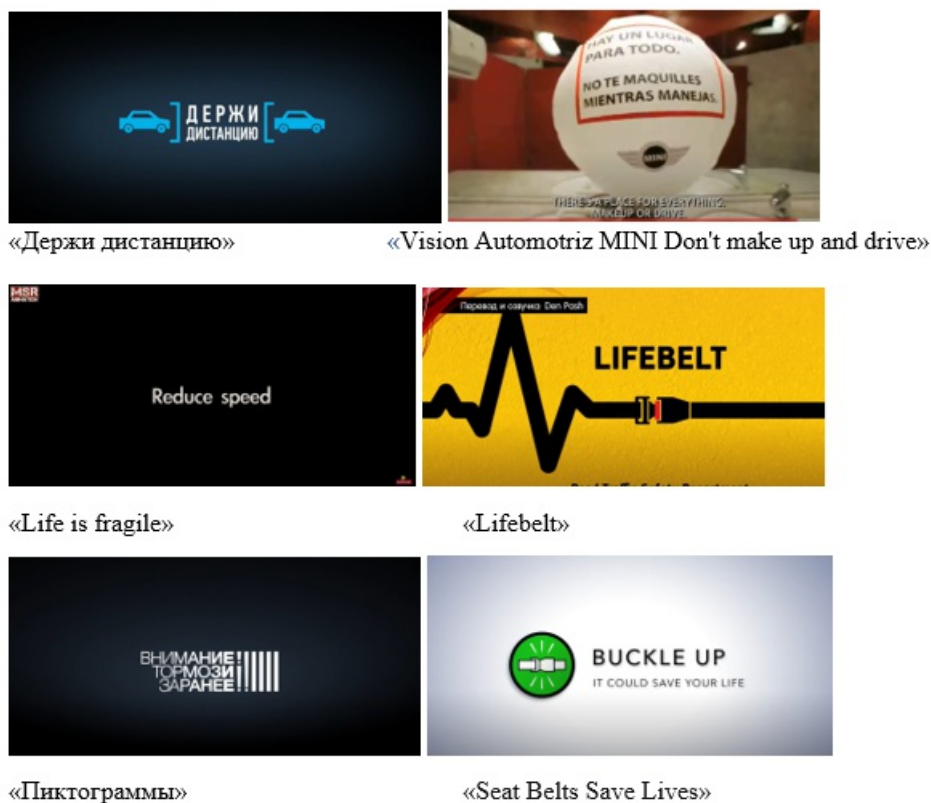 ] ДЕРЖИ [
ДИСТАНЦИЮ
HAY UN LUGAR
PARA TODO.
NO TE MAQUILLES
MIENTRAS MANEJAS.
MINI
THERE'S A PLACE FOR EVERYTHING.
MAKEUP OR DRIVE.
«Держи дистанцию»
«Vision Automotriz MINI Don't make up and drive»
MSR
Reduce speed
Перевод и озвучка: Den Posh
LIFEBELT
«Life is fragile»
«Lifebelt»
ВНИМАНИЕ!
ТОРМОЗИ
ЗАРАНЕЕ!
BUCKLE UP
IT COULD SAVE YOUR LIFE
«Пиктограммы»
«Seat Belts Save Lives»